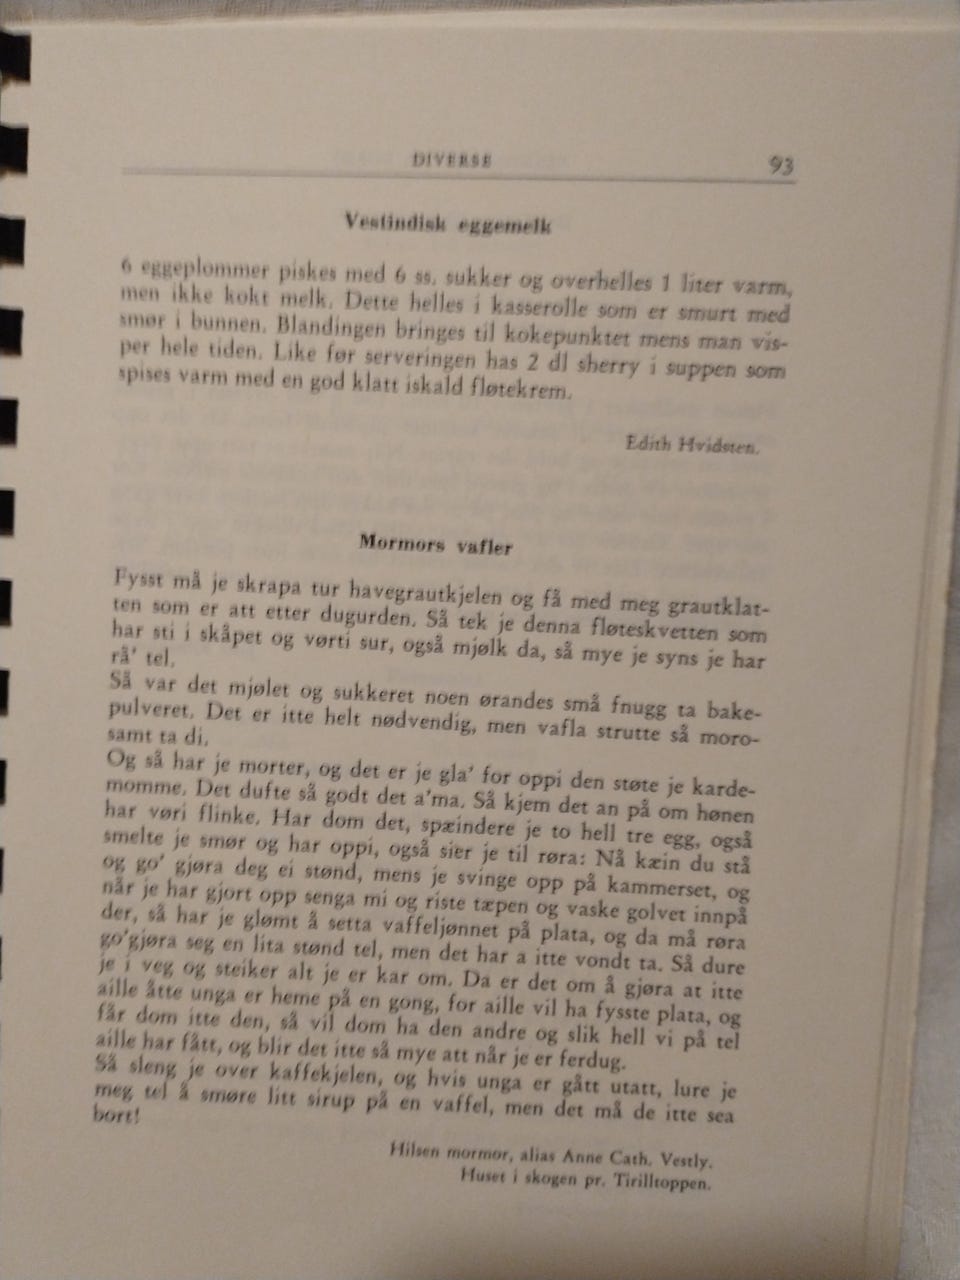 DIVERSE 93
Vestindisk eggemelk
6 eggeplommer piskes med 6 ss. sukker og overhelles 1 liter varm,
men ikke kokt melk. Dette helles i kasserolle som er smurt med
smør i bunnen. Blandingen bringes til kokepunktet mens man vis-
per hele tiden. Like før serveringen has 2 dl sherry i suppen som
spises varm med en god klatt iskald fløtekrem.
Edith Hvidsten.
Mormors vafler
Fysst må je skrapa tur havegrautkjelen og få med meg grautklat-
ten som er att etter dugurden. Så tek je denna fløteskvetten som
har sti i skåpet og vørti sur, også mjølk da, så mye je syns je har
rå' tel.
Så var det mjølet og sukkeret noen ørandes små fnugg ta bake-
pulveret. Det er itte helt nødvendig, men vafla strutte så moro-
samt ta di.
Og så har je morter, og det er je gla' for oppi den støte je karde-
momme. Det dufte så godt det a'ma. Så kjem det an på om hønen
har vøri flinke. Har dom det, spæindere je to hell tre egg, også
smelte je smør og har oppi, også sier je til røra: Nå kæin du stå
og go' gjøra deg ei stønd, mens je svinge opp på kammerset, og
når je har gjort opp senga mi og riste tæpen og vaske golvet innpå
der, så har je glømt å setta vaffeljønnet på plata, og da må røra
go'gjøra seg en lita stønd tel, men det har a itte vondt ta. Så dure
je i veg og steiker alt je er kar om. Da er det om å gjøra at itte
aille åtte unga er heme på en gong, for aille vil ha fysste plata, og
får dom itte den, så vil dom ha den andre og slik hell vi på tel
aille har fått, og blir det itte så mye att når je er ferdug.
Så sleng je over kaffekjelen, og hvis unga er gått utatt, lure je
meg tel å smøre litt sirup på en vaffel, men det må de itte sea
bort!
Hilsen mormor, alias Anne Cath. Vestly.
Huset i skogen pr. Tirilltoppen.